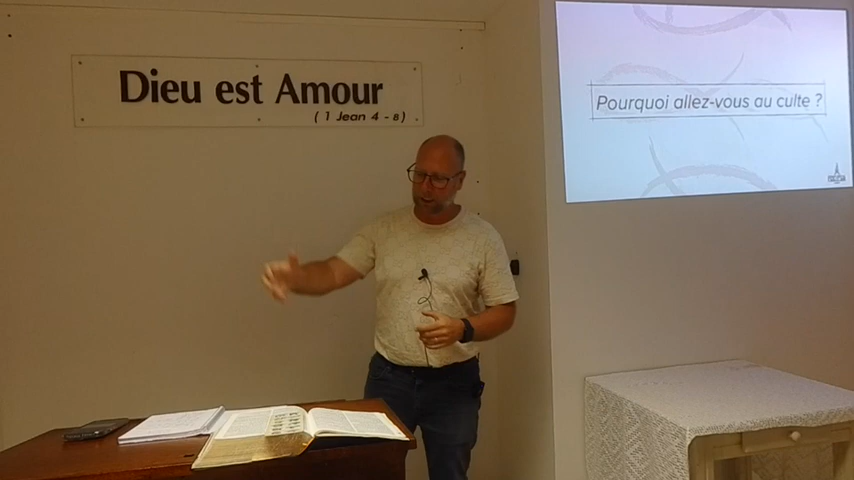 Dieu est Amour
( 1 Jean 4 - 8 )
Pourquoi allez-vous au culte ?